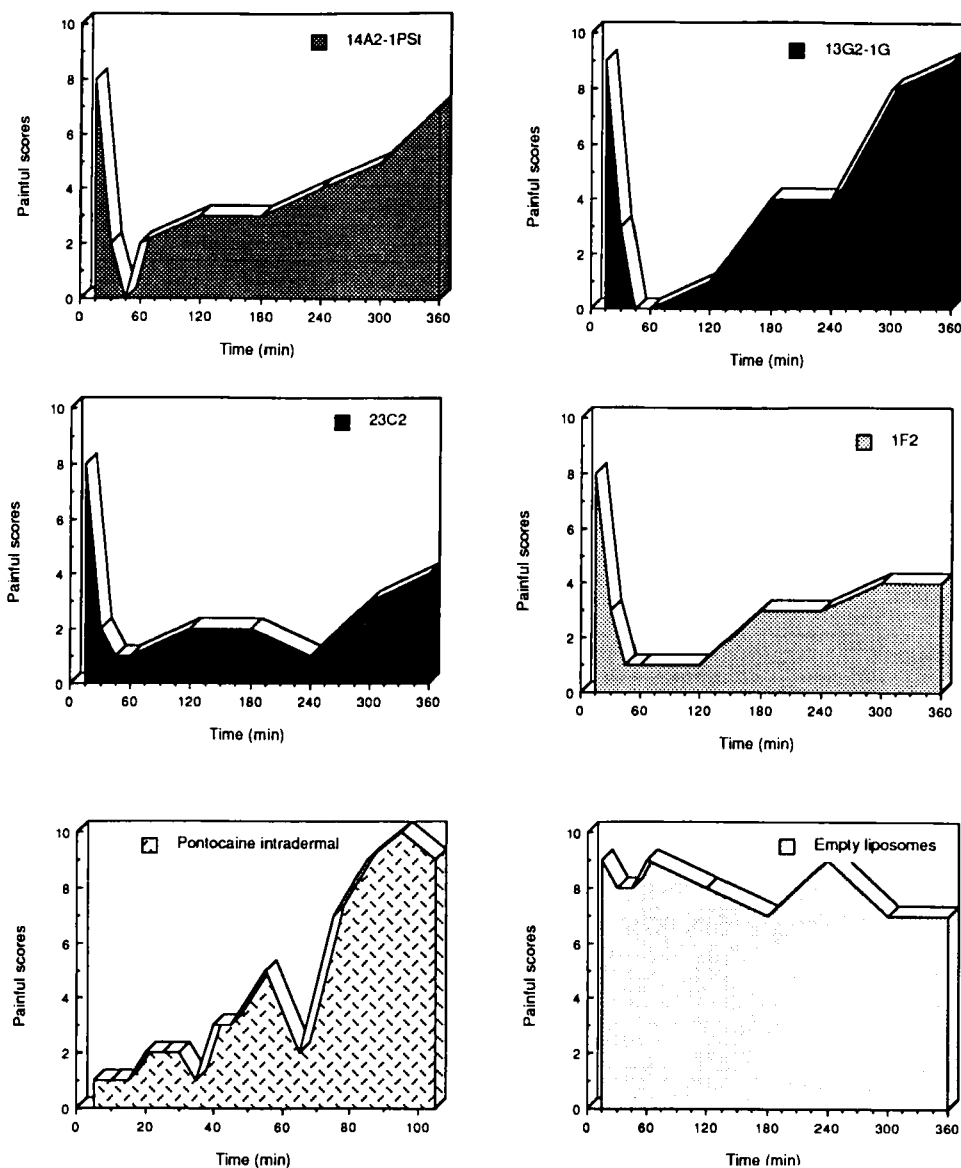 14A2-1PSt
Painful scores
10
8
6
4
2
0
0 60 120 180 240 300 360
Time (min)
13G2-1G
Painful scores
10
8
6
4
2
0
0 60 120 180 240 300 360
Time (min)
23C2
Painful scores
10
8
6
4
2
0
0 60 120 180 240 300 360
Time (min)
1F2
Painful scores
10
8
6
4
2
0
0 60 120 180 240 300 360
Time (min)
Pontocaine intradermal
Painful scores
10
8
6
4
2
0
0 20 40 60 80 100
Time (min)
Empty liposomes
Painful scores
10
8
6
4
2
0
0 60 120 180 240 300 360
Time (min)